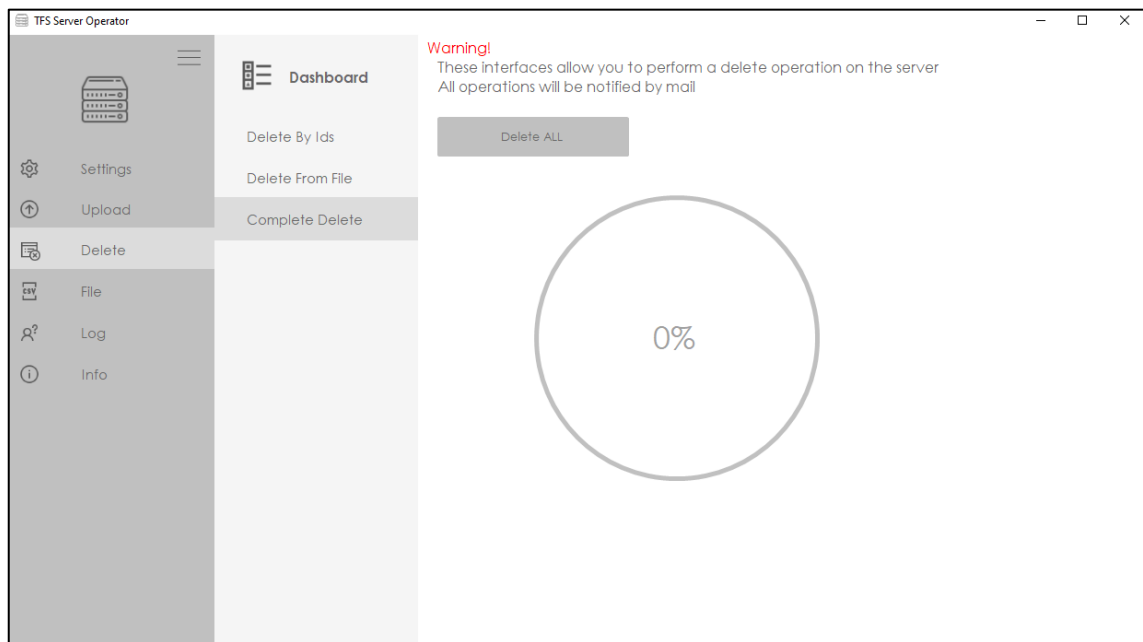 TFS Server Operator
Settings
Upload
Delete
CSV
File
Log
Info
Dashboard
Delete By Ids
Delete From File
Complete Delete
Warning!
These interfaces allow you to perform a delete operation on the server
All operations will be notified by mail
Delete ALL
0%